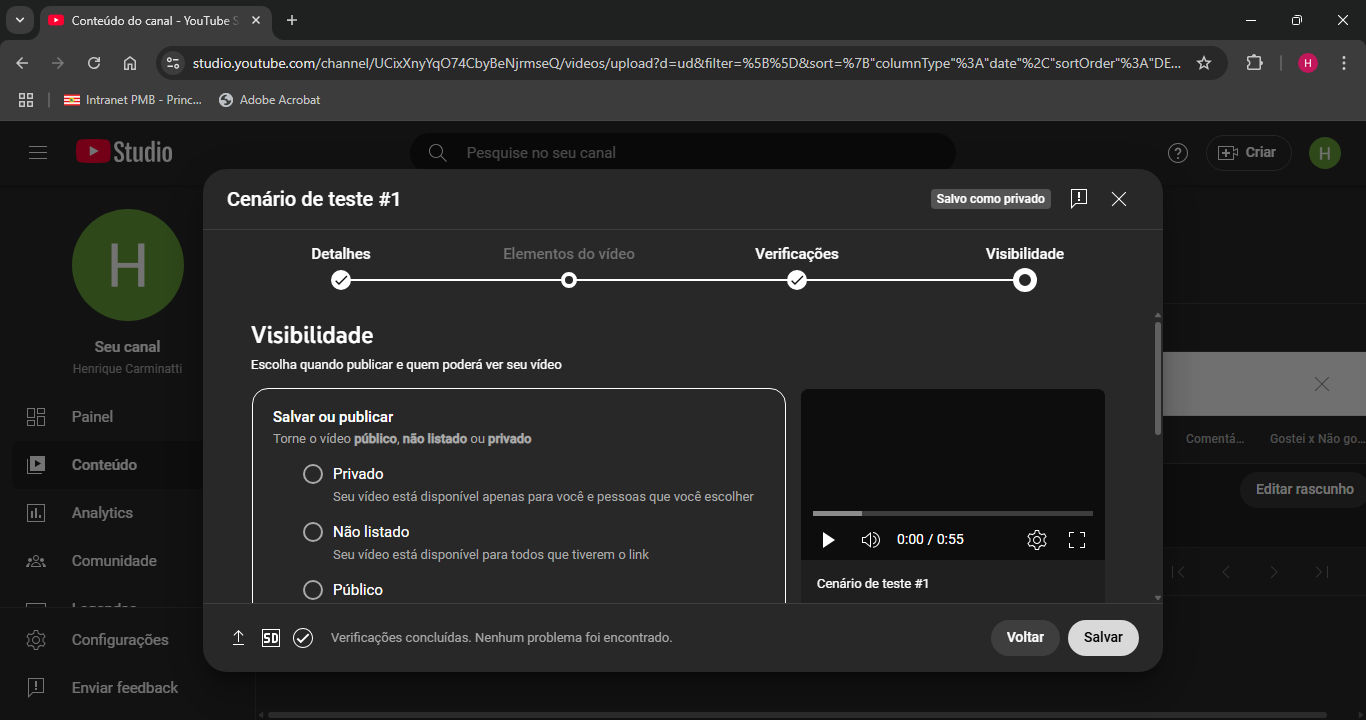 Conteúdo do canal - YouTube S
studio.youtube.com/channel/UCixXnyYqO74CbyBeNjrmseQ/videos/upload?d=ud&filter=%5B%5D&sort=%7B"columnType"%3A"date"%2C"sortOrder"%3A"DE...
H
Intranet PMB - Princ...
Adobe Acrobat
Studio
Pesquise no seu canal
Criar
H
Cenário de teste #1
Salvo como privado
Detalhes
Elementos do vídeo
Verificações
Visibilidade
H
Seu canal
Henrique Carminatti
Painel
Conteúdo
Analytics
Comunidade
Configurações
Enviar feedback
Visibilidade
Escolha quando publicar e quem poderá ver seu vídeo
Salvar ou publicar
Torne o vídeo público, não listado ou privado
Privado
Seu vídeo está disponível apenas para você e pessoas que você escolher
Não listado
Seu vídeo está disponível para todos que tiverem o link
Público
0:00 / 0:55
Cenário de teste #1
Comentá...
Gostei x Não go...
Editar rascunho
SD
Verificações concluídas. Nenhum problema foi encontrado.
Voltar
Salvar